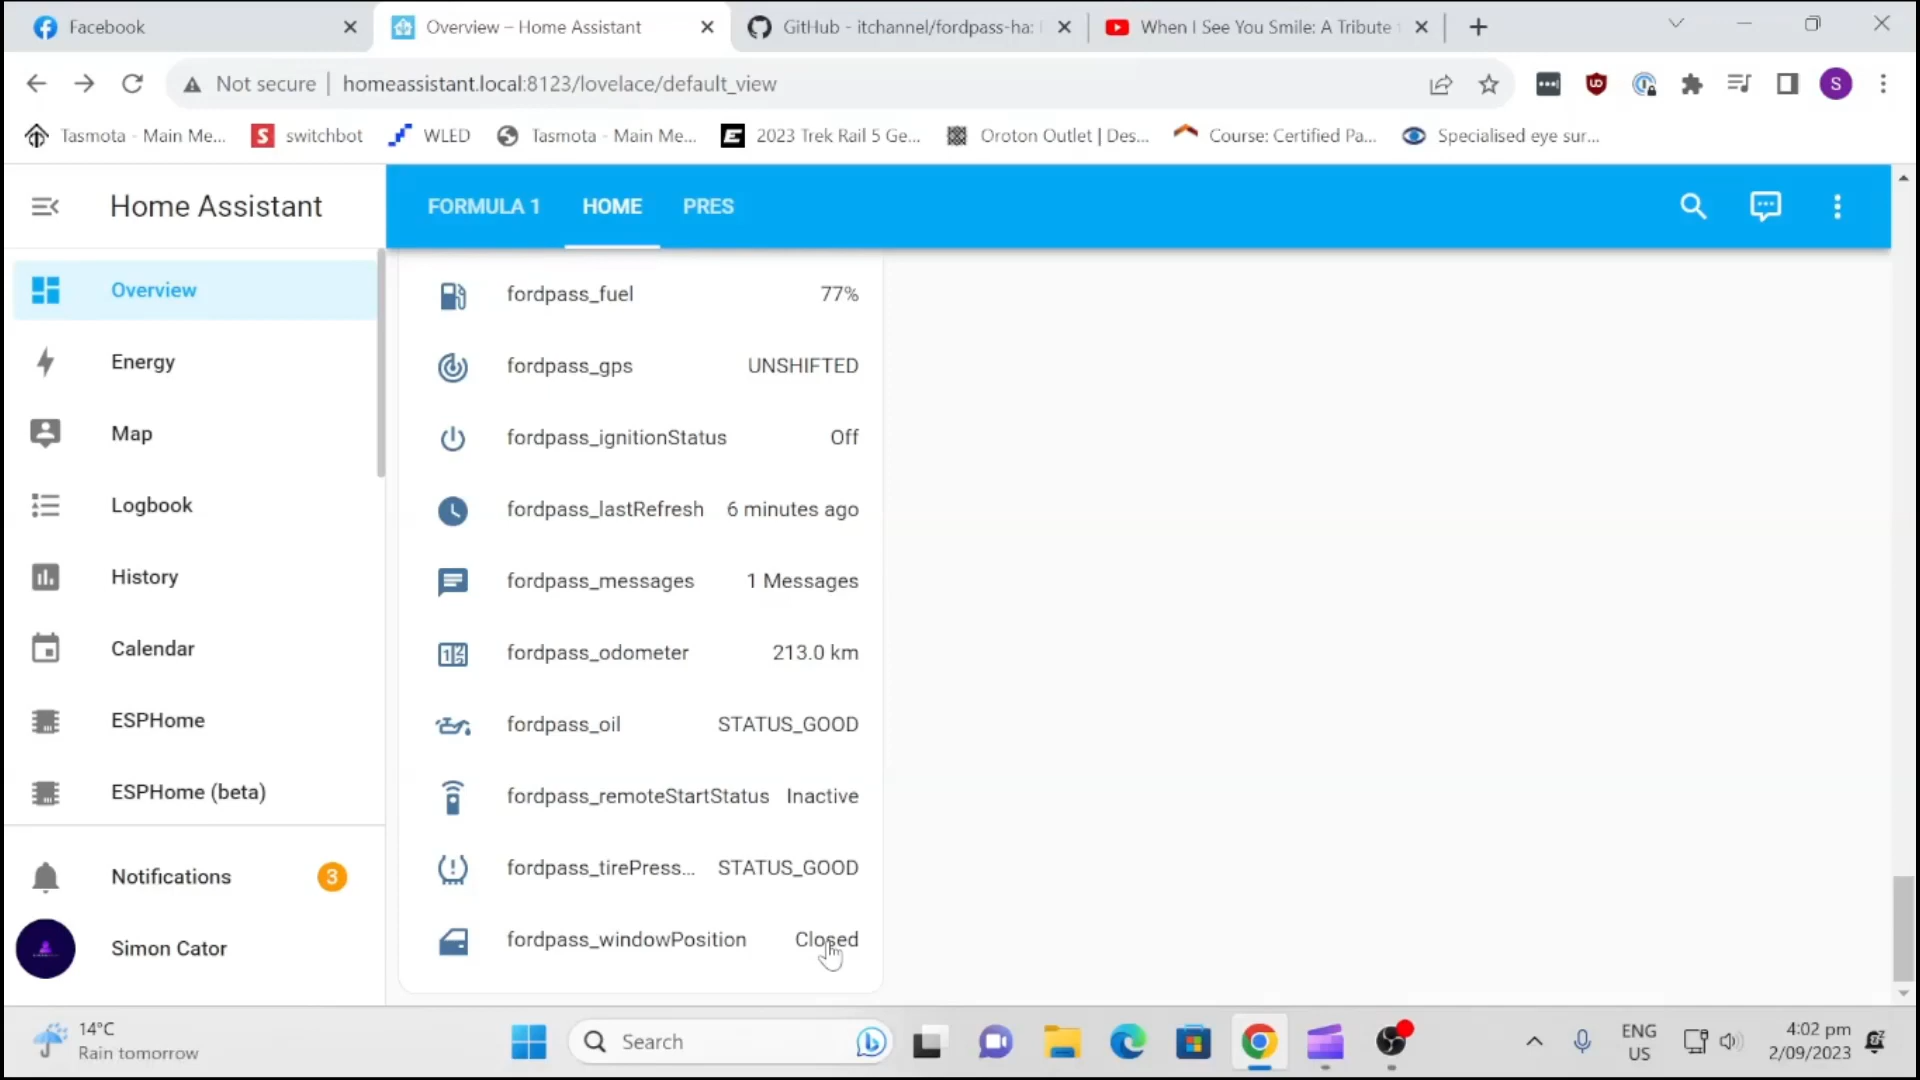 Facebook
Overview – Home Assistant
GitHub - itchannel/fordpass-ha:
When I See You Smile: A Tribute
Not secure
homeassistant.local:8123/lovelace/default_view
S
Tasmota - Main Me...
S
switchbot
WLED
Tasmota - Main Me...
2023 Trek Rail 5 Ge...
Oroton Outlet | Des...
Course: Certified Pa...
Specialised eye sur...
Home Assistant
FORMULA 1
HOME
PRES
Overview
Energy
Map
Logbook
History
Calendar
ESPHome
ESPHome (beta)
Notifications
3
Simon Cator
fordpass_fuel 77%
fordpass_gps UNSHIFTED
fordpass_ignitionStatus Off
fordpass_lastRefresh 6 minutes ago
fordpass_messages 1 Messages
fordpass_odometer 213.0 km
fordpass_oil STATUS_GOOD
fordpass_remoteStartStatus Inactive
fordpass_tirePress... STATUS_GOOD
fordpass_windowPosition Closed
14°C
Rain tomorrow
Search
ENG
US
4:02 pm
2/09/2023